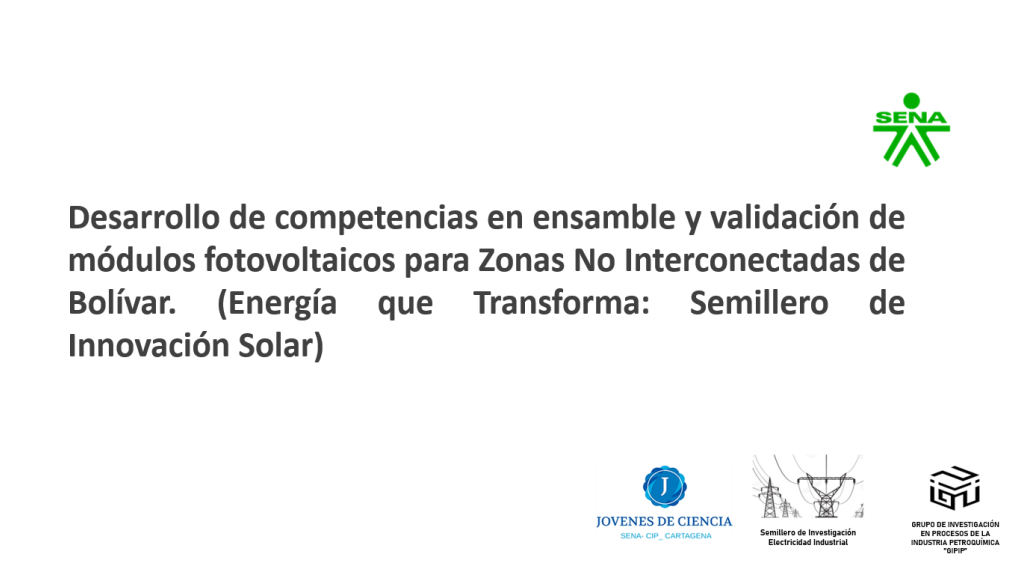 SENA
Desarrollo de competencias en ensamble y validación de
módulos fotovoltaicos para Zonas No Interconectadas de
Bolívar. (Energía que Transforma: Semillero de
Innovación Solar)
J
JOVENES DE CIENCIA
SENA- CIP_ CARTAGENA
Semillero de Investigación
Electricidad Industrial
GRUPO DE INVESTIGACIÓN
EN PROCESOS DE LA
INDUSTRIA PETROQUÍMICA
"GIPIP"